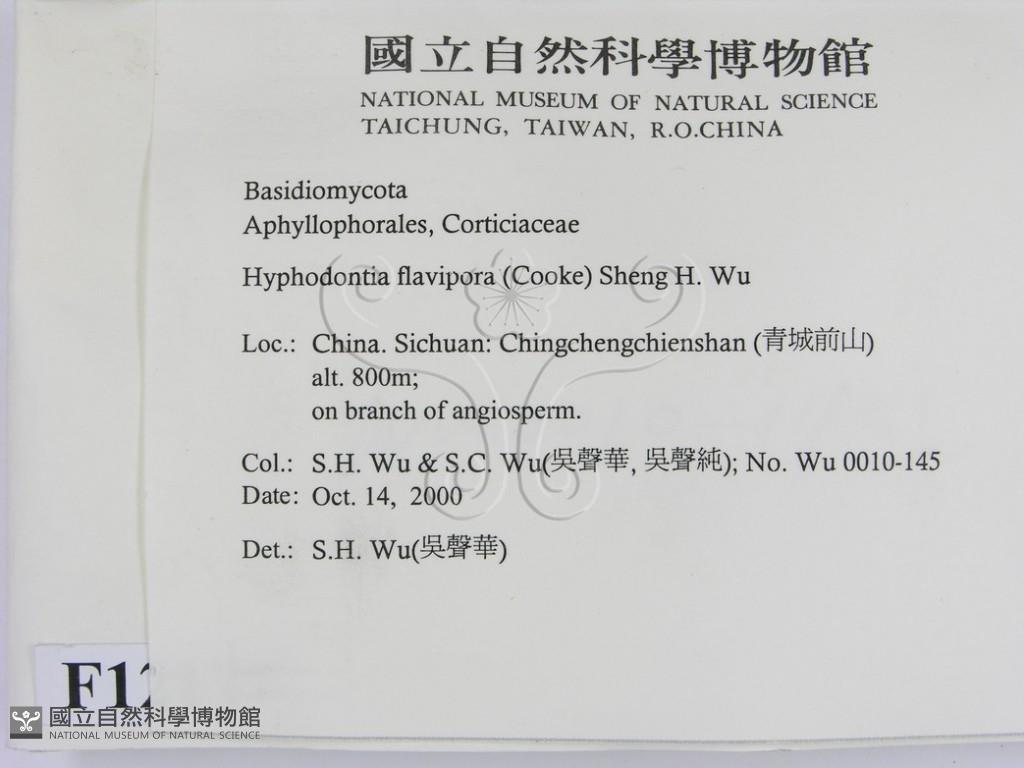 國立自然科學博物館
NATIONAL MUSEUM OF NATURAL SCIENCE
TAICHUNG, TAIWAN, R.O.CHINA
Basidiomycota
Aphyllophorales, Corticiaceae
Hyphodontia flavipora (Cooke) Sheng H. Wu
Loc.: China. Sichuan: Chingchengchienshan (青城前山)
alt. 800m;
on branch of angiosperm.
Col.: S.H. Wu & S.C. Wu(吳聲華, 吳聲純); No. Wu 0010-145
Date: Oct. 14, 2000
Det.: S.H. Wu(吳聲華)
國立自然科學博物館
NATIONAL MUSEUM OF NATURAL SCIENCE